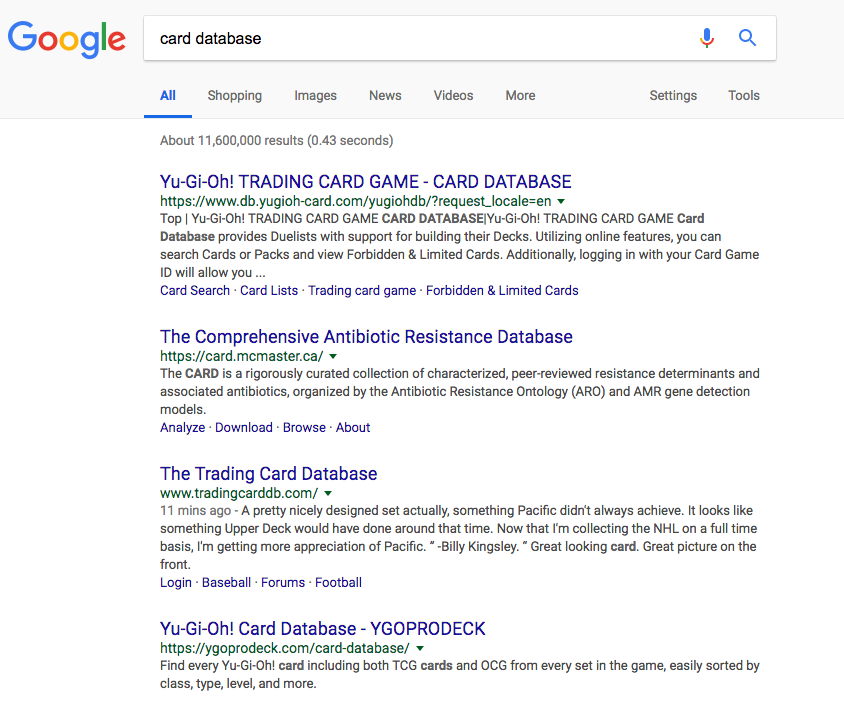 Google
card database
All Shopping Images News Videos More Settings Tools
About 11,600,000 results (0.43 seconds)
Yu-Gi-Oh! TRADING CARD GAME - CARD DATABASE
https://www.db.yugioh-card.com/yugiohdb/?request_locale=en
Top | Yu-Gi-Oh! TRADING CARD GAME CARD DATABASE|Yu-Gi-Oh! TRADING CARD GAME Card
Database provides Duelists with support for building their Decks. Utilizing online features, you can
search Cards or Packs and view Forbidden & Limited Cards. Additionally, logging in with your Card Game
ID will allow you ...
Card Search · Card Lists · Trading card game · Forbidden & Limited Cards
The Comprehensive Antibiotic Resistance Database
https://card.mcmaster.ca/
The CARD is a rigorously curated collection of characterized, peer-reviewed resistance determinants and
associated antibiotics, organized by the Antibiotic Resistance Ontology (ARO) and AMR gene detection
models.
Analyze · Download · Browse · About
The Trading Card Database
www.tradingcarddb.com/
11 mins ago - A pretty nicely designed set actually, something Pacific didn't always achieve. It looks like
something Upper Deck would have done around that time. Now that I'm collecting the NHL on a full time
basis, I'm getting more appreciation of Pacific. “ -Billy Kingsley. “ Great looking card. Great picture on the
front.
Login · Baseball · Forums · Football
Yu-Gi-Oh! Card Database - YGOPRODECK
https://ygoprodeck.com/card-database/
Find every Yu-Gi-Oh! card including both TCG cards and OCG from every set in the game, easily sorted by
class, type, level, and more.